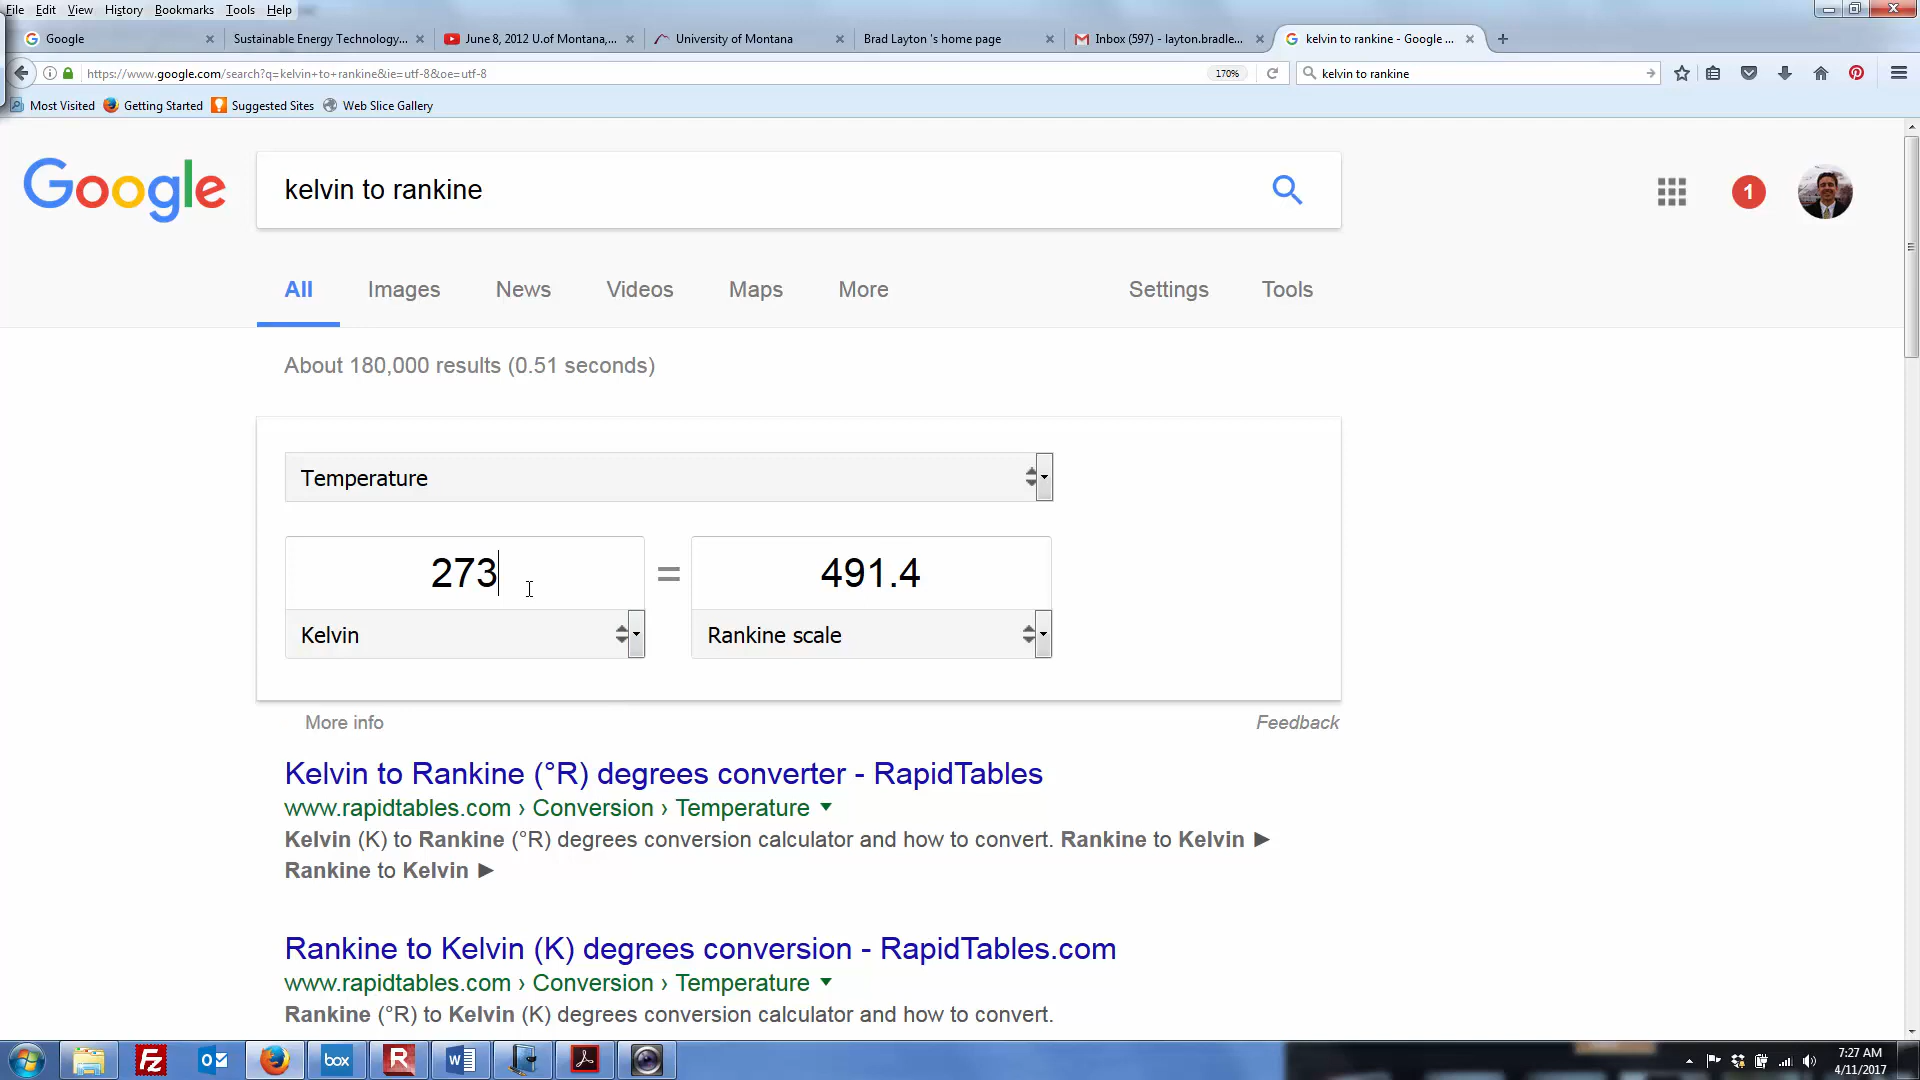 File Edit View History Bookmarks Tools Help
Google
Sustainable Energy Technology...
June 8, 2012 U.of Montana,...
University of Montana
Brad Layton 's home page
Inbox (597) - layton.bradle...
kelvin to rankine - Google ...
https://www.google.com/search?q=kelvin+to+rankine&ie=utf-8&oe=utf-8
170%
kelvin to rankine
Most Visited Getting Started Suggested Sites Web Slice Gallery
Google
kelvin to rankine
1
All Images News Videos Maps More Settings Tools
About 180,000 results (0.51 seconds)
Temperature
273 = 491.4
Kelvin Rankine scale
More info Feedback
Kelvin to Rankine (°R) degrees converter - RapidTables
www.rapidtables.com › Conversion › Temperature ▼
Kelvin (K) to Rankine (°R) degrees conversion calculator and how to convert. Rankine to Kelvin ►
Rankine to Kelvin ►
Rankine to Kelvin (K) degrees conversion - RapidTables.com
www.rapidtables.com › Conversion › Temperature ▼
Rankine (°R) to Kelvin (K) degrees conversion calculator and how to convert.
Fz
box
R
W
7:27 AM
4/11/2017